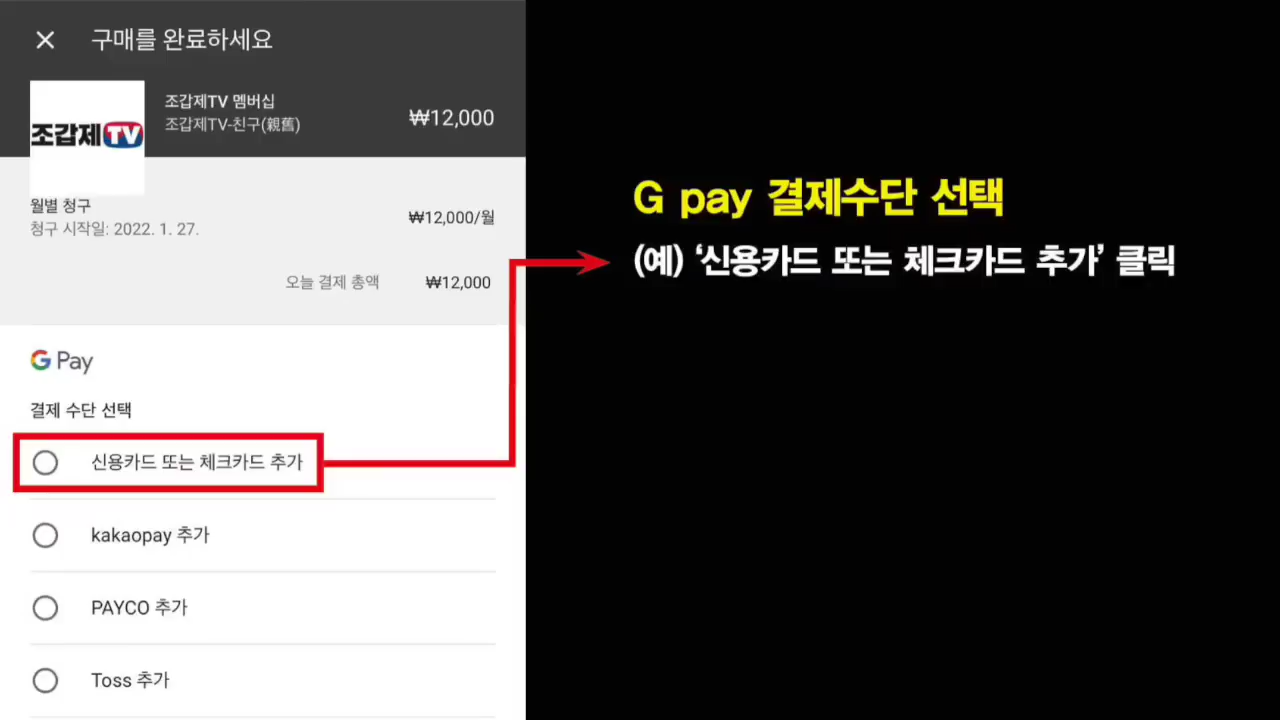 구매를 완료하세요
조갑제TV
조갑제TV 멤버십
조갑제TV-친구(親舊)
₩12,000
월별 청구
청구 시작일: 2022. 1. 27.
₩12,000/월
오늘 결제 총액
₩12,000
G Pay
결제 수단 선택
신용카드 또는 체크카드 추가
kakaopay 추가
PAYCO 추가
Toss 추가
G pay 결제수단 선택
(예) ‘신용카드 또는 체크카드 추가’ 클릭